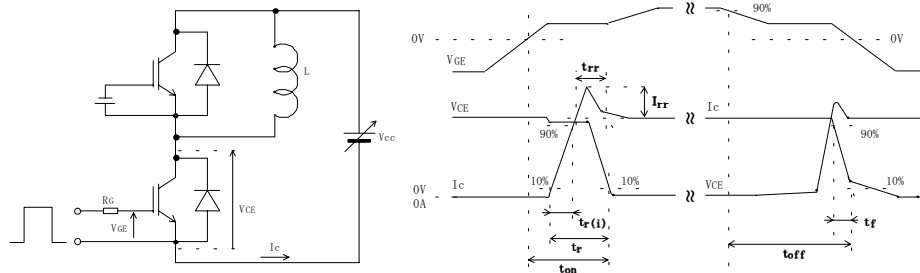 L
Vcc
RG
VGE
VCE
Ic
0V
VGE
90%
0V
trr
Irr
VCE
Ic
90%
90%
0V
0A
Ic
10%
10%
VCE
10%
tr(i)
tr
ton
tf
toff